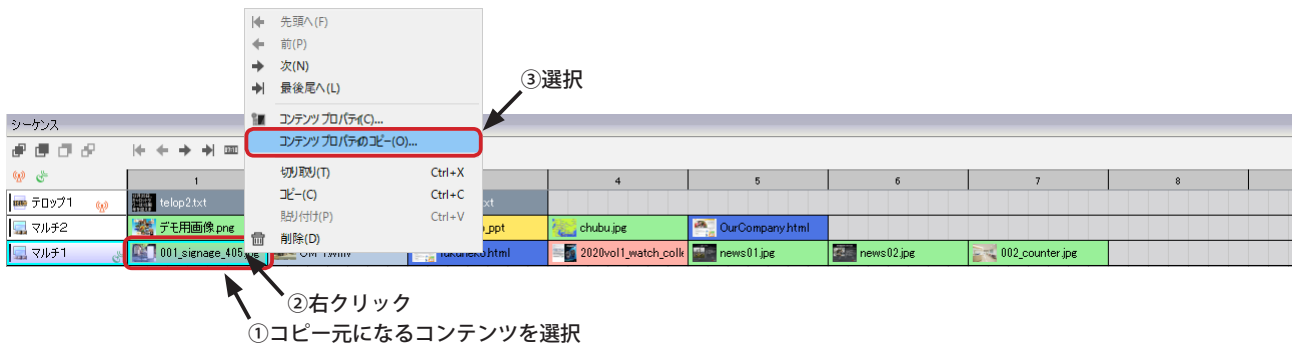 先頭へ(F)
前(P)
次(N)
最後尾へ(L)
コンテンツ プロパティ(C)...
コンテンツ プロパティのコピー(O)...
切り取り(T) Ctrl+X
コピー(C) Ctrl+C
貼り付け(P) Ctrl+V
削除(D)
③選択
シーケンス
1 4 5 6 7 8
テロップ1 telop2.txt
マルチ2 デモ用画像.png .ppt chubu.jpg OurCompany.html
マルチ1 001_signage_405.jpg 2020vol1_watch_colle news01.jpg news02.jpg 002_counter.jpg
②右クリック
①コピー元になるコンテンツを選択